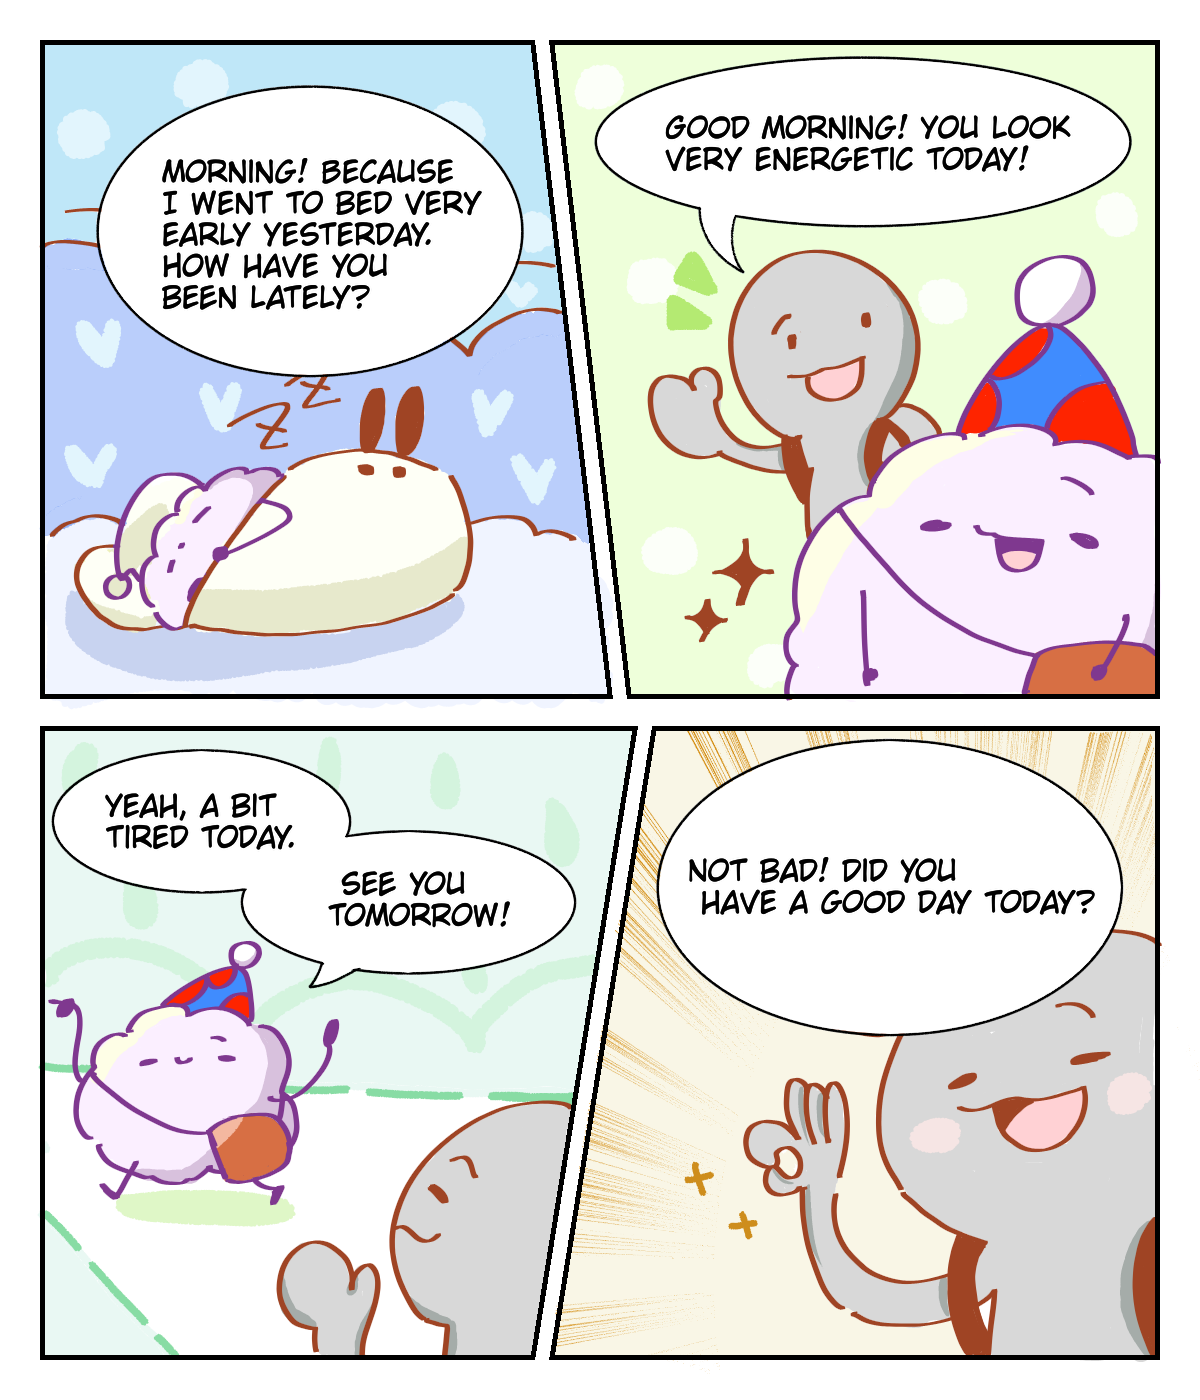 GOOD MORNING! YOU LOOK
VERY ENERGETIC TODAY!
MORNING! BECAUSE
I WENT TO BED VERY
EARLY YESTERDAY.
HOW HAVE YOU
BEEN LATELY?
Z Z
NOT BAD! DID YOU
HAVE A GOOD DAY TODAY?
YEAH, A BIT
TIRED TODAY.
SEE YOU
TOMORROW!